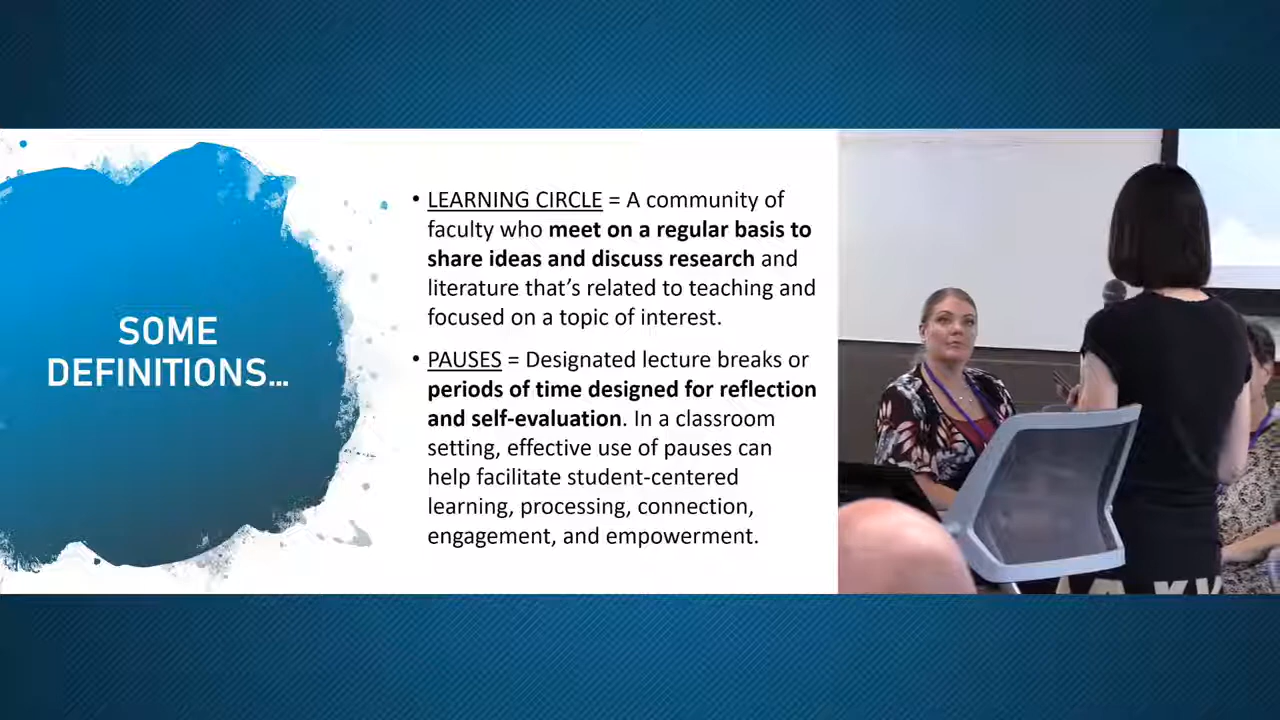 SOME
DEFINITIONS...
• LEARNING CIRCLE = A community of
faculty who meet on a regular basis to
share ideas and discuss research and
literature that's related to teaching and
focused on a topic of interest.
• PAUSES = Designated lecture breaks or
periods of time designed for reflection
and self-evaluation. In a classroom
setting, effective use of pauses can
help facilitate student-centered
learning, processing, connection,
engagement, and empowerment.